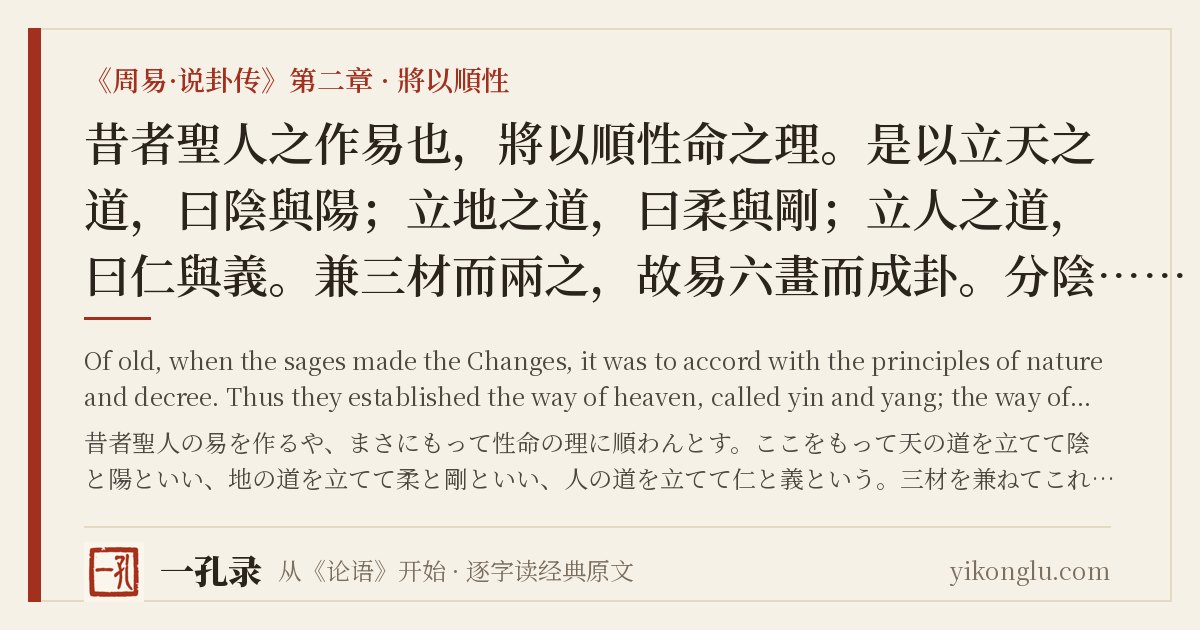 《周易·说卦传》第二章 · 將以順性
昔者聖人之作易也，將以順性命之理。是以立天之
道，曰陰與陽；立地之道，曰柔與剛；立人之道，
曰仁與義。兼三材而兩之，故易六畫而成卦。分陰……
Of old, when the sages made the Changes, it was to accord with the principles of nature
and decree. Thus they established the way of heaven, called yin and yang; the way of...
昔者聖人の易を作るや、まさにもって性命の理に順わんとす。ここをもって天の道を立てて陰
と陽といい、地の道を立てて柔と剛といい、人の道を立てて仁と義という。三材を兼ねてこれ…
一孔
一孔录 从《论语》开始 · 逐字读经典原文 yikonglu.com